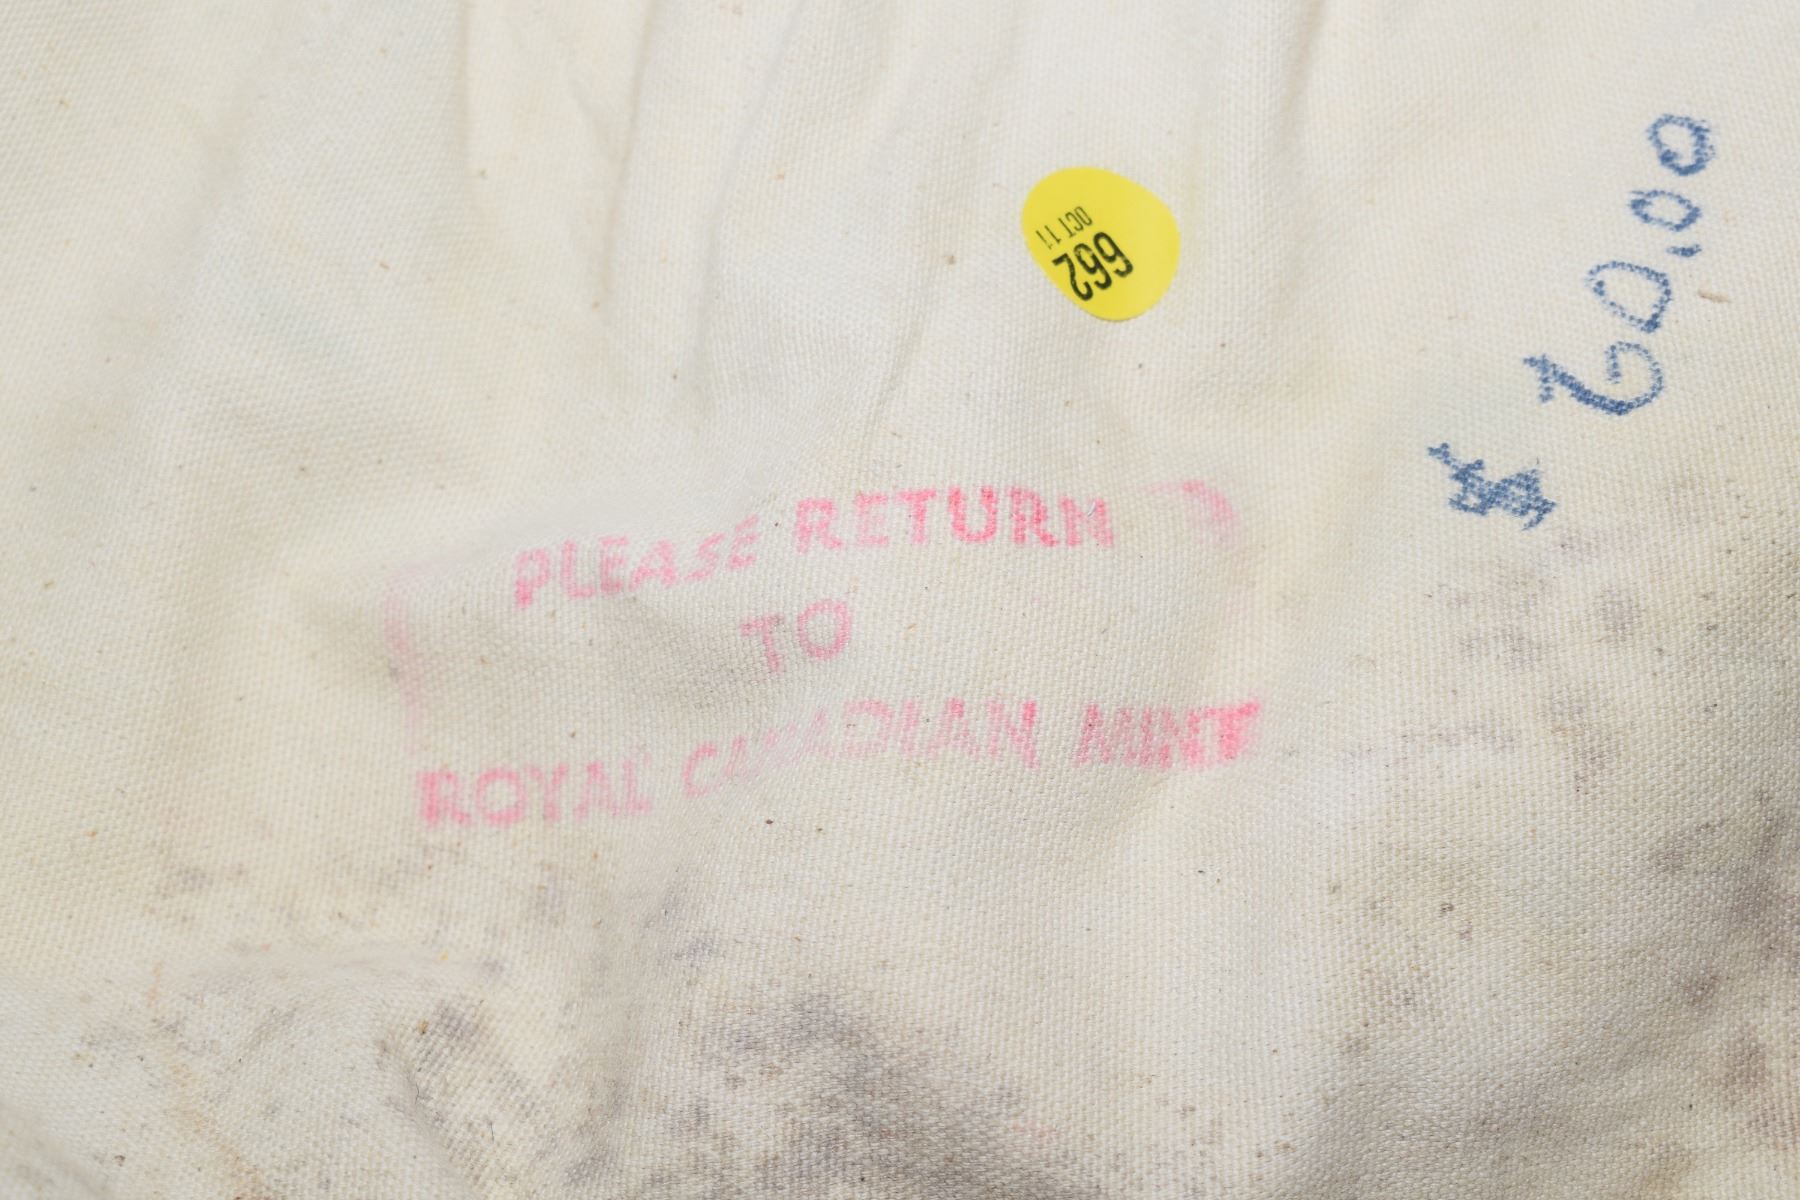 662
OCT 11
$ 60.00
PLEASE RETURN
TO
ROYAL CANADIAN MINT